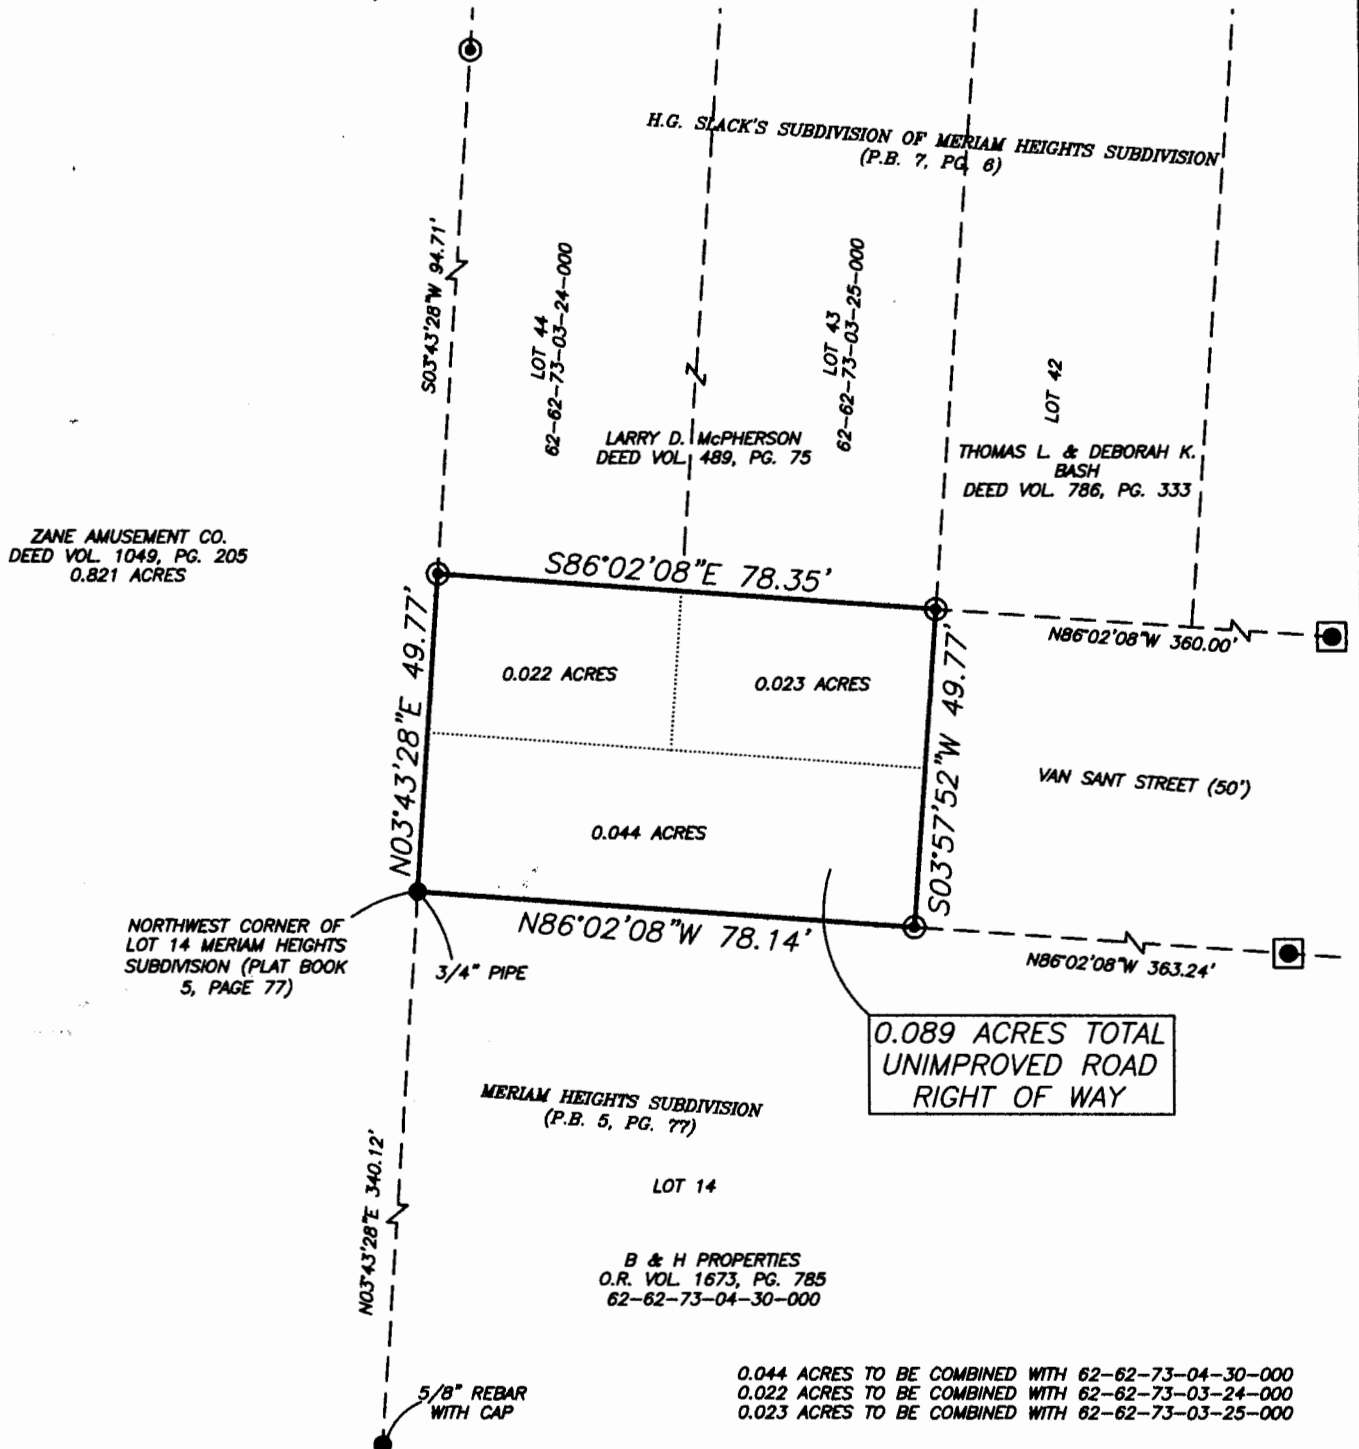 H.G. SLACK'S SUBDIVISION OF MERIAM HEIGHTS SUBDIVISION
(P.B. 7, PG. 6)
S03°43'28"W 94.71'
LOT 44
62-62-73-03-24-000
LOT 43
62-62-73-03-25-000
LOT 42
LARRY D. McPHERSON
DEED VOL. 489, PG. 75
THOMAS L. & DEBORAH K.
BASH
DEED VOL. 786, PG. 333
ZANE AMUSEMENT CO.
DEED VOL. 1049, PG. 205
0.821 ACRES
S86°02'08"E 78.35'
N86°02'08"W 360.00'
N03°43'28"E 49.77'
0.022 ACRES
0.023 ACRES
S03°57'52"W 49.77'
VAN SANT STREET (50')
0.044 ACRES
N86°02'08"W 78.14'
N86°02'08"W 363.24'
NORTHWEST CORNER OF
LOT 14 MERIAM HEIGHTS
SUBDIVISION (PLAT BOOK
5, PAGE 77)
3/4" PIPE
0.089 ACRES TOTAL
UNIMPROVED ROAD
RIGHT OF WAY
MERIAM HEIGHTS SUBDIVISION
(P.B. 5, PG. 77)
LOT 14
N03°43'28"E 340.12'
B & H PROPERTIES
O.R. VOL. 1673, PG. 785
62-62-73-04-30-000
5/8" REBAR
WITH CAP
0.044 ACRES TO BE COMBINED WITH 62-62-73-04-30-000
0.022 ACRES TO BE COMBINED WITH 62-62-73-03-24-000
0.023 ACRES TO BE COMBINED WITH 62-62-73-03-25-000